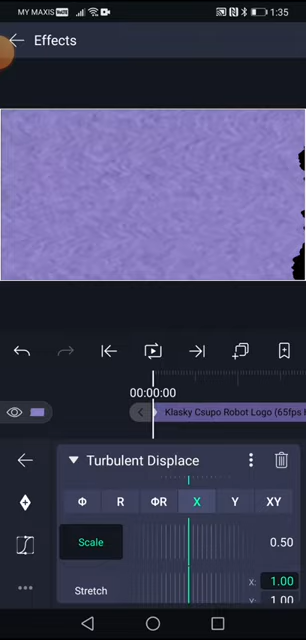 MY MAXIS VoLTE 1:35
Effects
00:00:00
Klasky Csupo Robot Logo (65fps
Turbulent Displace
Φ R ΦR X Y XY
Scale 0.50
Stretch X: 1.00
Y: 1.00